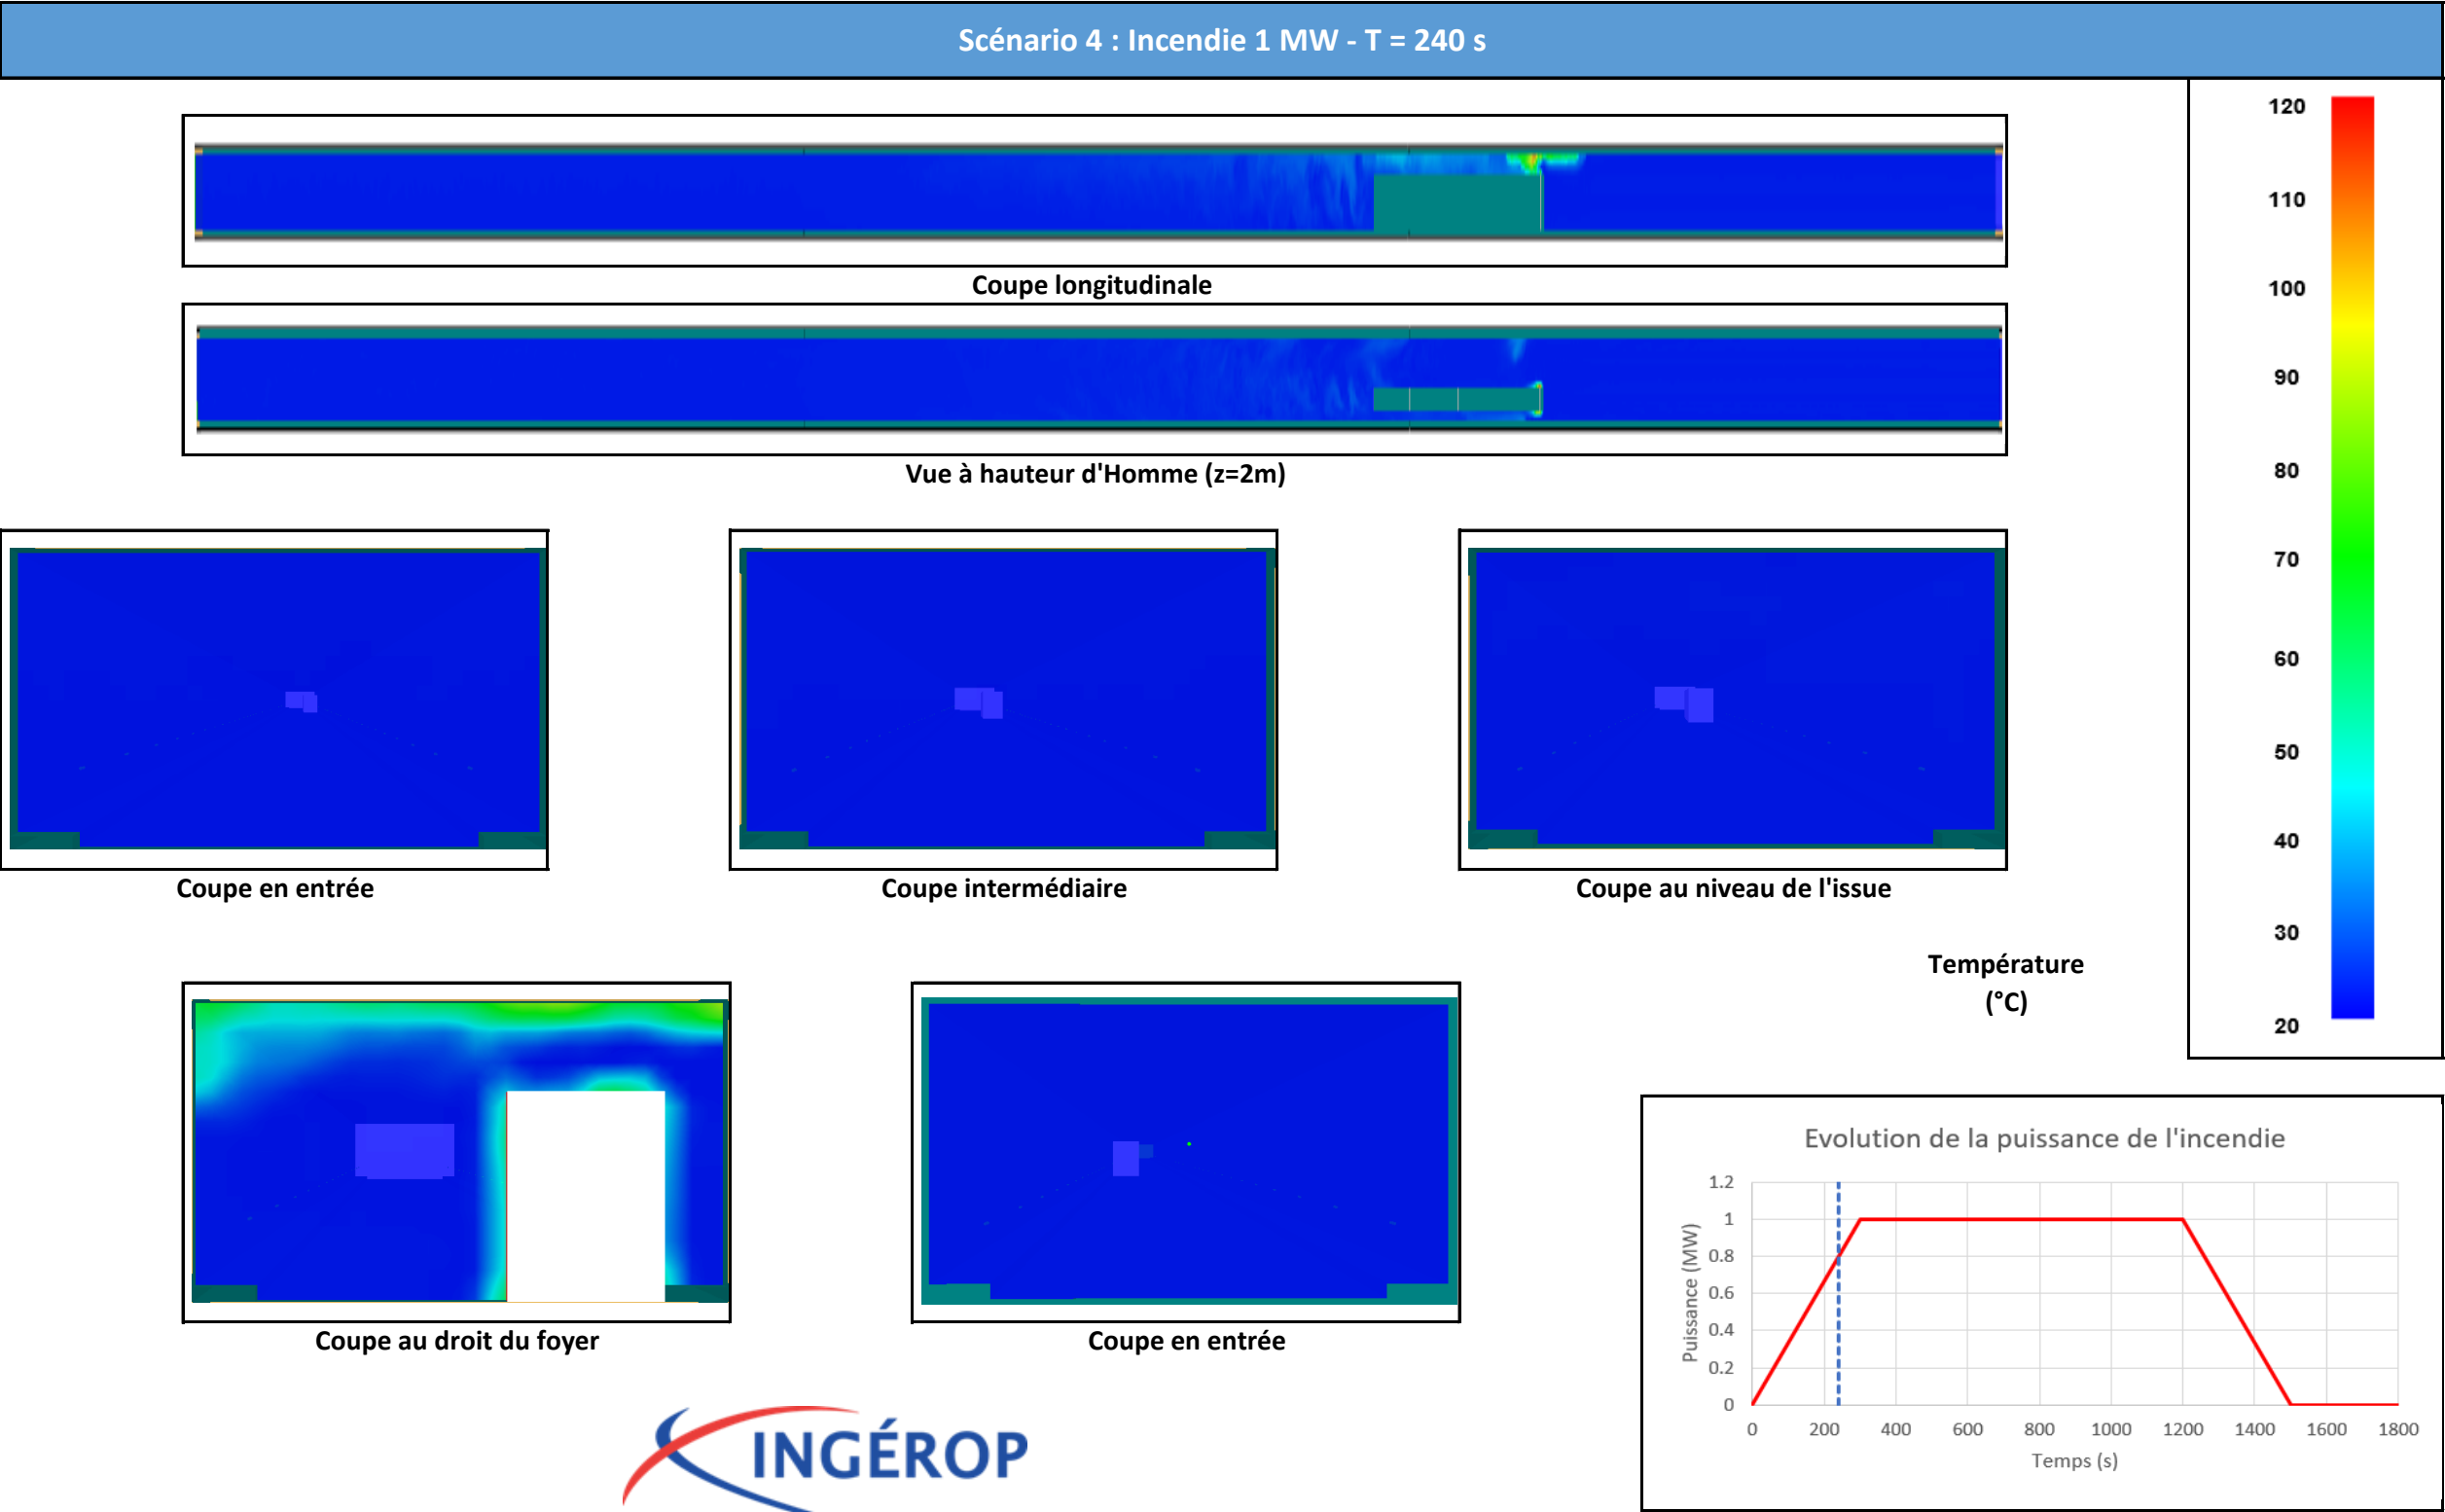 Scénario 4 : Incendie 1 MW - T = 240 s
Coupe longitudinale
Vue à hauteur d'Homme (z=2m)
Coupe en entrée
Coupe intermédiaire
Coupe au niveau de l'issue
Coupe au droit du foyer
Coupe en entrée
Température
(°C)
120
110
100
90
80
70
60
50
40
30
20
Evolution de la puissance de l'incendie
Puissance (MW)
1.2
1
0.8
0.6
0.4
0.2
0
0 200 400 600 800 1000 1200 1400 1600 1800
Temps (s)
INGÉROP